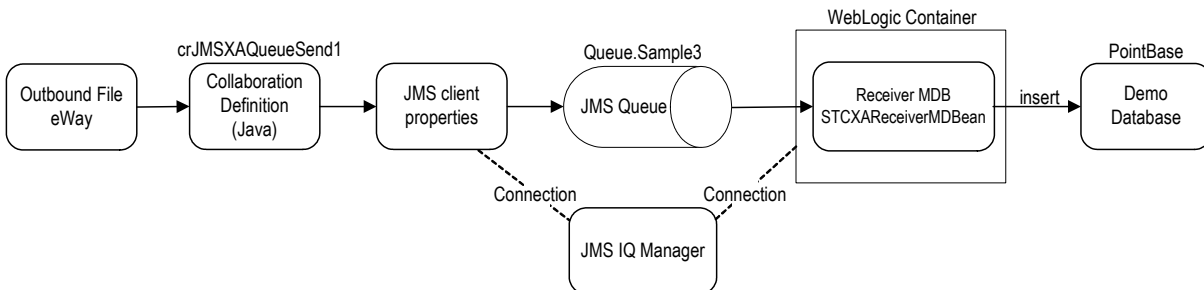 WebLogic Container
crJMSXAQueueSend1
Queue.Sample3
PointBase
Outbound File
eWay
Collaboration
Definition
(Java)
JMS client
properties
JMS Queue
Receiver MDB
STCXAReceiverMDBean
insert
Demo
Database
Connection
Connection
JMS IQ Manager